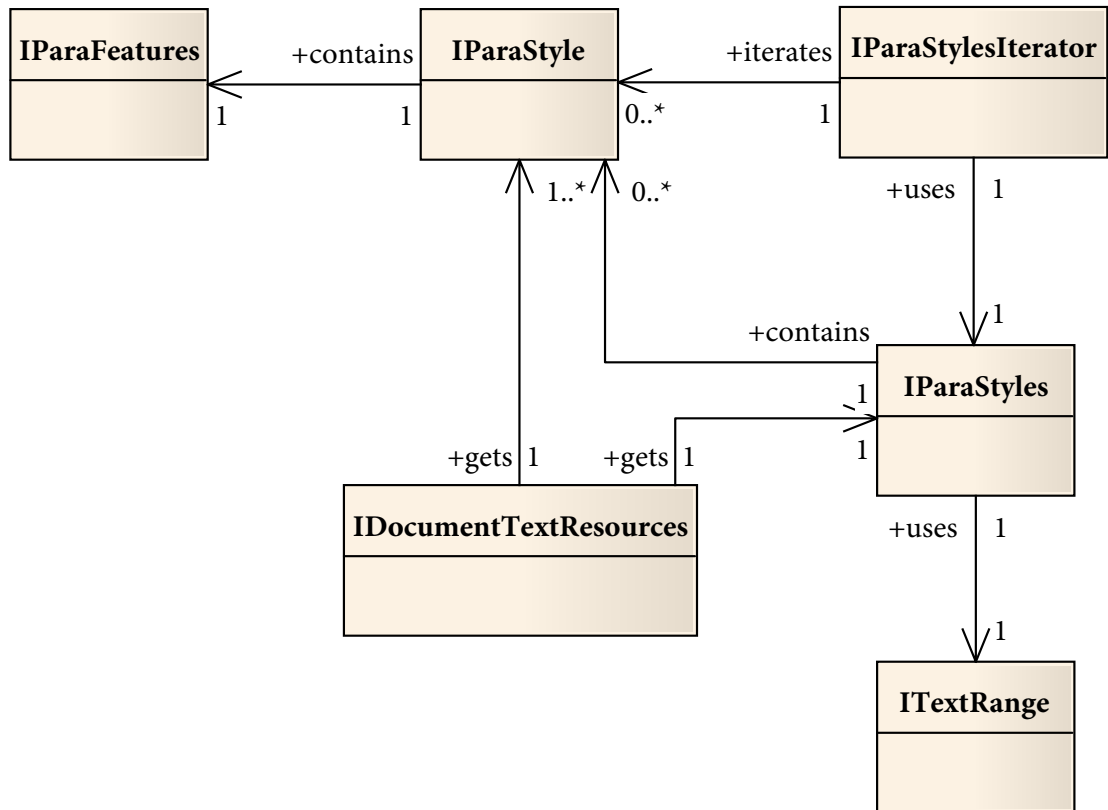 IParaFeatures
+contains
IParaStyle
+iterates
IParaStylesIterator
1
1
0..*
1
1..*
0..*
+uses
1
1
+contains
IParaStyles
1
1
+gets
1
+gets
1
IDocumentTextResources
+uses
1
1
ITextRange